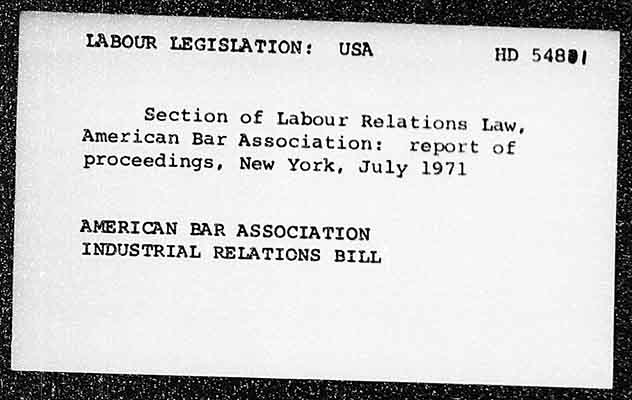 LABOUR LEGISLATION: USA
Section of Labour Relations Law,
American Bar Association: report of
proceedings, New York, July 1971
AMERICAN BAR ASSOCIATION
INDUSTRIAL RELATIONS BILL